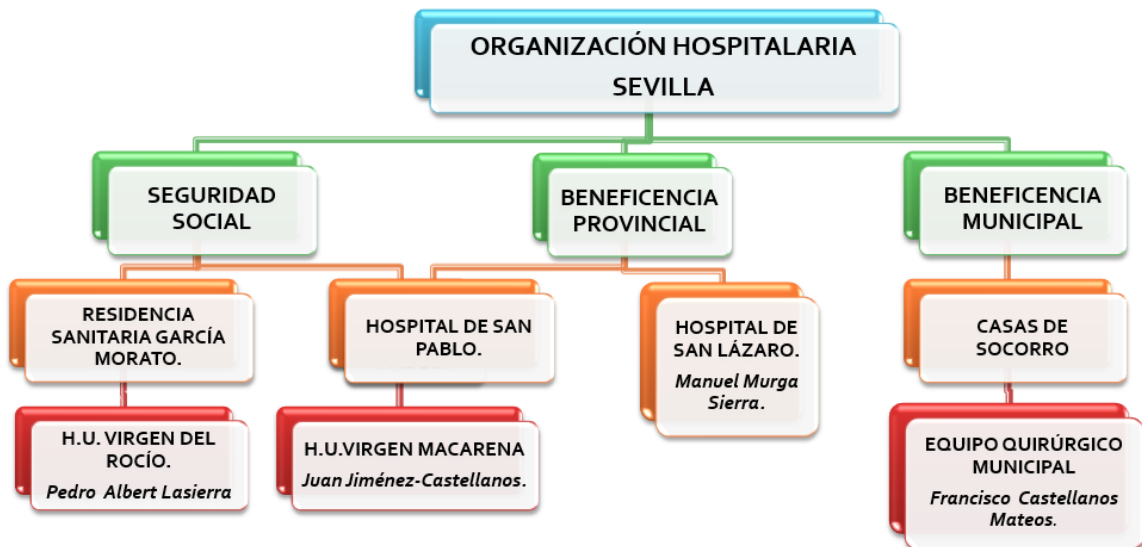 ORGANIZACIÓN HOSPITALARIA
SEVILLA
SEGURIDAD
SOCIAL
BENEFICENCIA
PROVINCIAL
BENEFICENCIA
MUNICIPAL
RESIDENCIA
SANITARIA GARCÍA
MORATO.
HOSPITAL DE SAN
PABLO.
HOSPITAL DE
SAN LÁZARO.
Manuel Murga
Sierra.
CASAS DE
SOCORRO
H.U. VIRGEN DEL
ROCÍO.
Pedro Albert Lasierra
H.U.VIRGEN MACARENA
Juan Jiménez-Castellanos.
EQUIPO QUIRÚRGICO
MUNICIPAL
Francisco Castellanos
Mateos.